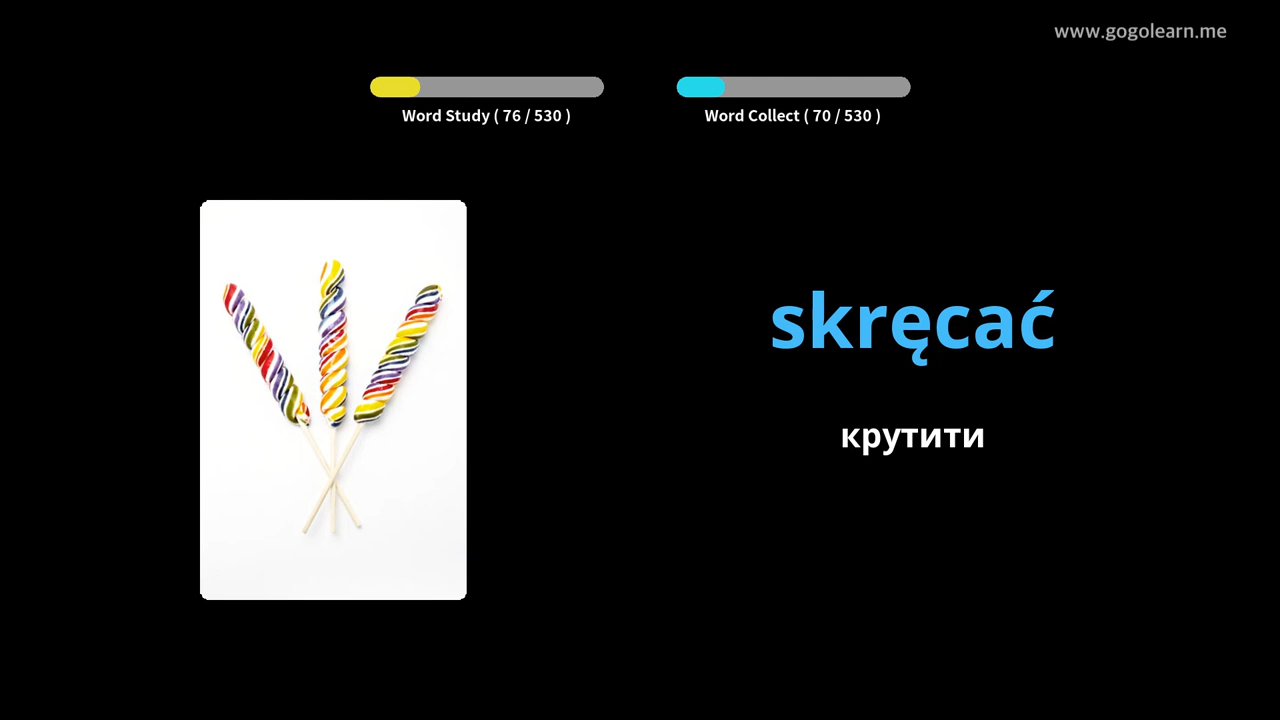 www.gogolearn.me
Word Study ( 76 / 530 )
Word Collect ( 70 / 530 )
skręcać
крутити